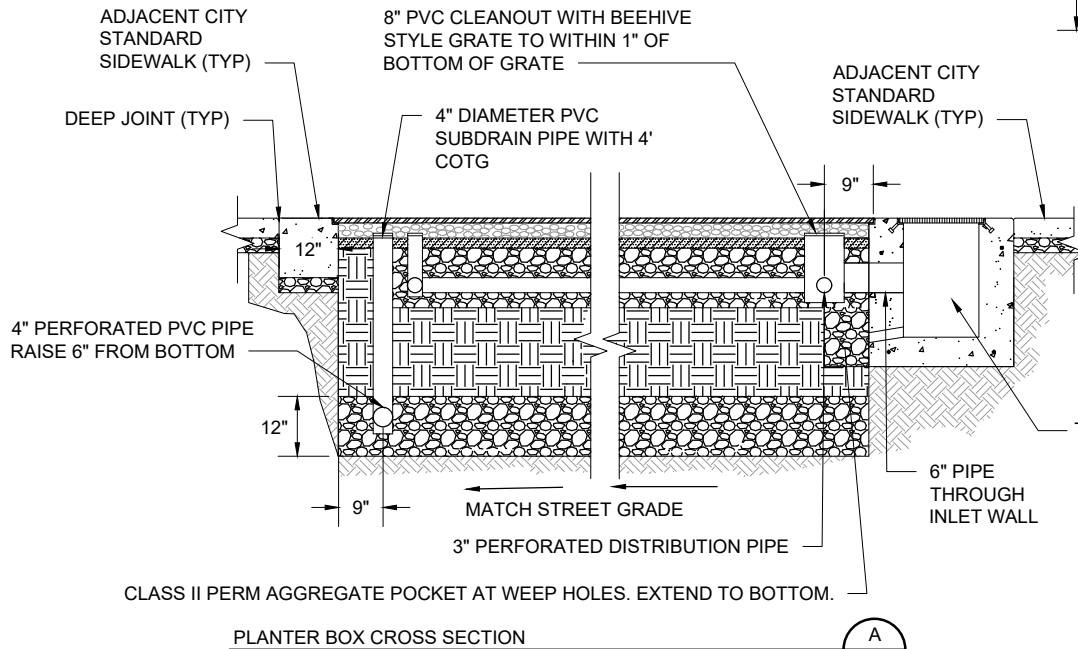 ADJACENT CITY
STANDARD
SIDEWALK (TYP)
8" PVC CLEANOUT WITH BEEHIVE
STYLE GRATE TO WITHIN 1" OF
BOTTOM OF GRATE
ADJACENT CITY
STANDARD
SIDEWALK (TYP)
DEEP JOINT (TYP)
4" DIAMETER PVC
SUBDRAIN PIPE WITH 4'
COTG
9"
12"
4" PERFORATED PVC PIPE
RAISE 6" FROM BOTTOM
12"
9"
MATCH STREET GRADE
6" PIPE
THROUGH
INLET WALL
3" PERFORATED DISTRIBUTION PIPE
CLASS II PERM AGGREGATE POCKET AT WEEP HOLES. EXTEND TO BOTTOM.
PLANTER BOX CROSS SECTION
A